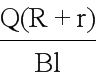 Q(R + r)
Bl